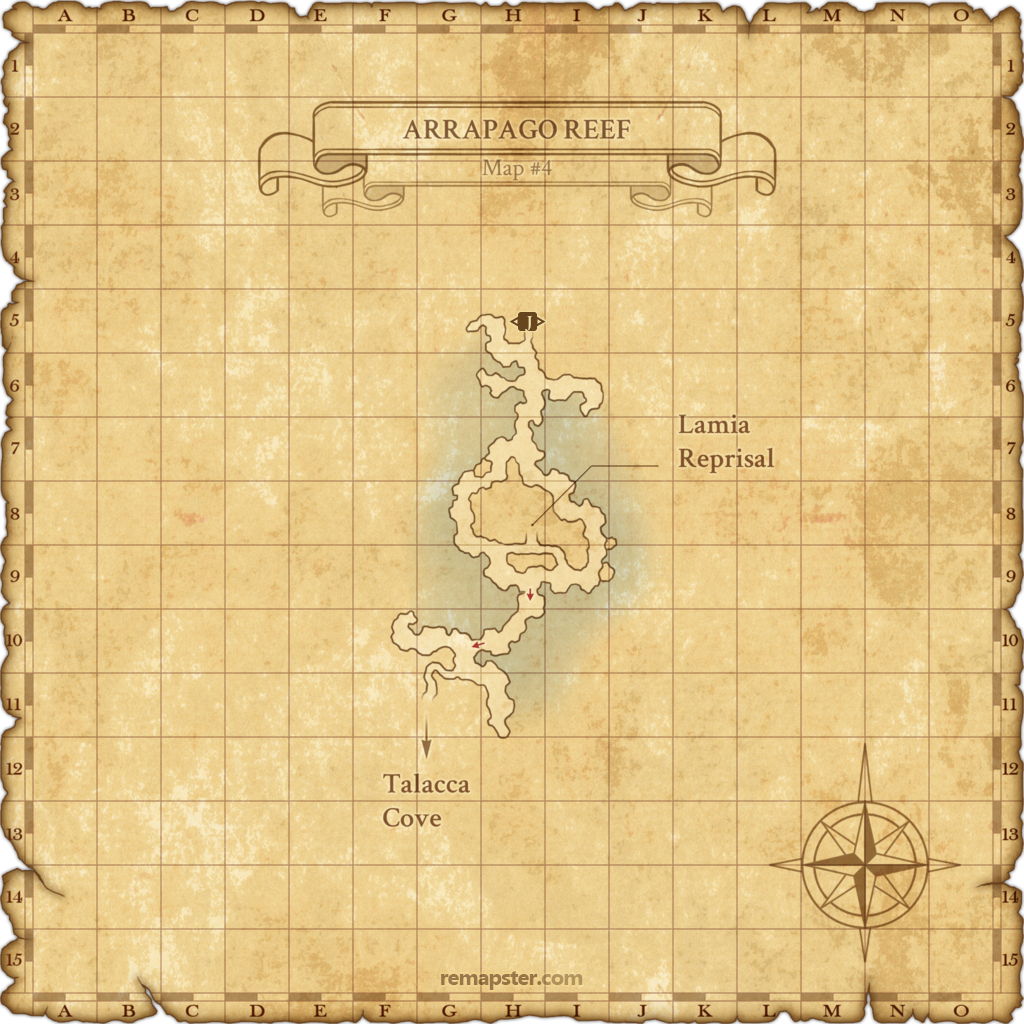 A B C D E F G H I J K L M N O
1 1
2 2
ARRAPAGO REEF
Map #4
3 3
4 4
5 J 5
6 6
Lamia
7 7
Reprisal
8 8
9 9
10 10
11 11
12 12
Talacca
Cove
13 13
14 14
15 15
remapster.com
A B C D E F G H I J K L M N O